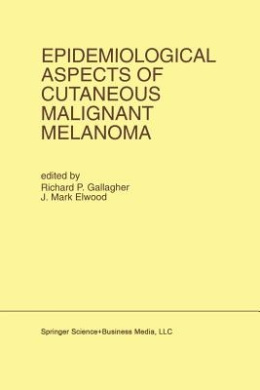 EPIDEMIOLOGICAL
ASPECTS OF
CUTANEOUS
MALIGNANT
MELANOMA
edited by
Richard P. Gallagher
J. Mark Elwood
Springer Science+Business Media, LLC